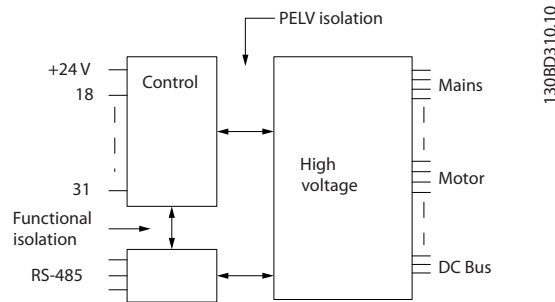 PELV isolation
+24 V
Control
18
31
Functional
isolation
RS-485
High
voltage
Mains
Motor
DC Bus
130BD310.10